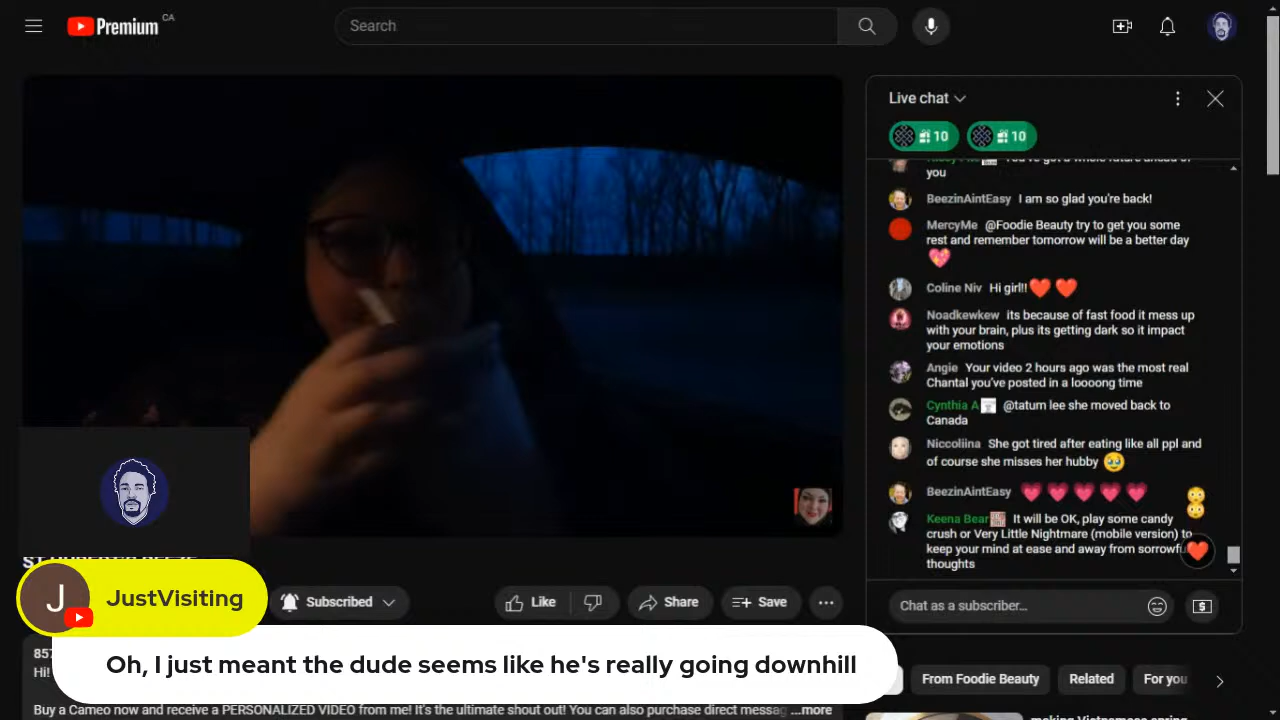 Premium CA
Search
Live chat
10 10
you
BeezinAintEasy I am so glad you're back!
MercyMe @Foodie Beauty try to get you some
rest and remember tomorrow will be a better day
💖
Coline Niv Hi girl!!❤️ ❤️
Noadkewkew its because of fast food it mess up
with your brain, plus its getting dark so it impact
your emotions
Angie Your video 2 hours ago was the most real
Chantal you've posted in a loooong time
Cynthia A @tatum lee she moved back to
Canada
Niccoliina She got tired after eating like all ppl and
of course she misses her hubby 🥹
BeezinAintEasy 💗 💗 💗 💗 💗
Keena Bear It will be OK, play some candy
crush or Very Little Nightmare (mobile version) to
keep your mind at ease and away from sorrowfu
thoughts
Chat as a subscriber...
Subscribed
Like
Share
Save
J JustVisiting
Oh, I just meant the dude seems like he's really going downhill
857
Hi!
Buy a Cameo now and receive a PERSONALIZED VIDEO from me! It's the ultimate shout out! You can also purchase direct messag ...more
From Foodie Beauty
Related
For you
making Vietnamese spring